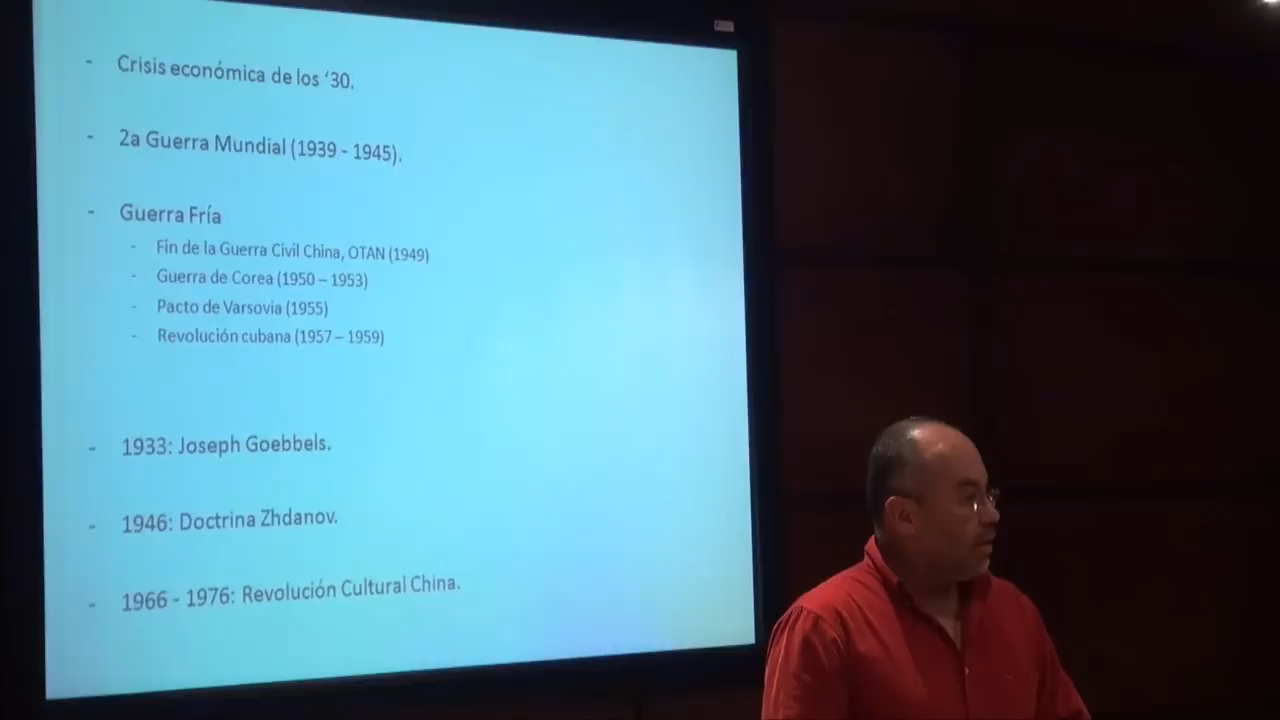 - Crisis económica de los ‘30.
- 2a Guerra Mundial (1939 - 1945).
- Guerra Fría
- Fin de la Guerra Civil China, OTAN (1949)
- Guerra de Corea (1950 – 1953)
- Pacto de Varsovia (1955)
- Revolución cubana (1957 – 1959)
- 1933: Joseph Goebbels.
- 1946: Doctrina Zhdanov.
- 1966 - 1976: Revolución Cultural China.